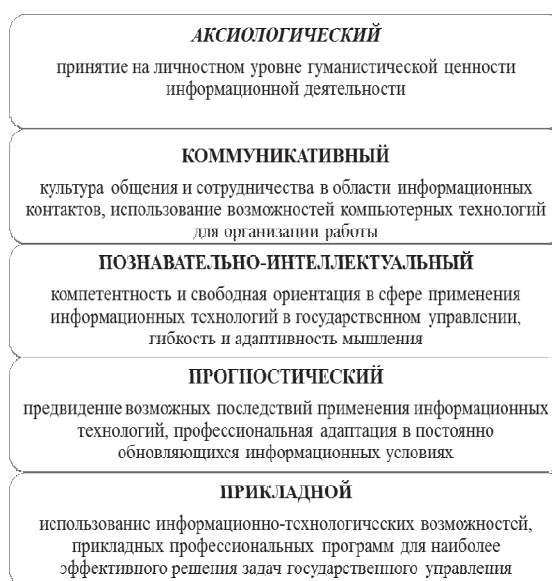 АКСИОЛОГИЧЕСКИЙ
принятие на личностном уровне гуманистической ценности
информационной деятельности
КОММУНИКАТИВНЫЙ
культура общения и сотрудничества в области информационных
контактов, использование возможностей компьютерных технологий
для организации работы
ПОЗНАВАТЕЛЬНО-ИНТЕЛЛЕКТУАЛЬНЫЙ
компетентность и свободная ориентация в сфере применения
информационных технологий в государственном управлении,
гибкость и адаптивность мышления
ПРОГНОСТИЧЕСКИЙ
предвидение возможных последствий применения информационных
технологий, профессиональная адаптация в постоянно
обновляющихся информационных условиях
ПРИКЛАДНОЙ
использование информационно-технологических возможностей,
прикладных профессиональных программ для наиболее
эффективного решения задач государственного управления